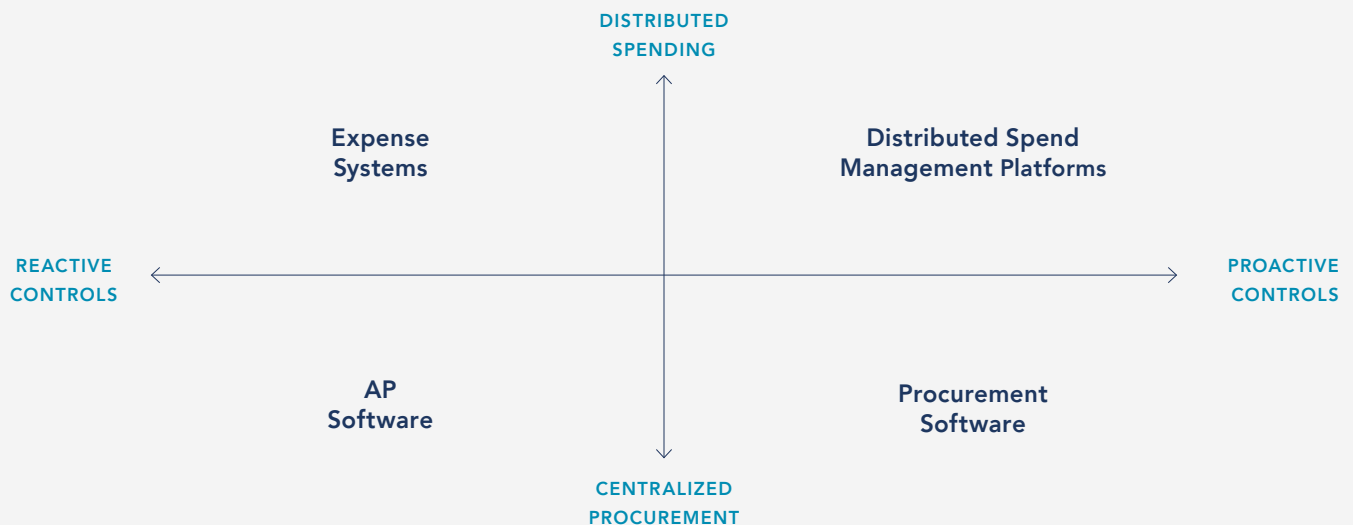 DISTRIBUTED
SPENDING
Expense
Systems
Distributed Spend
Management Platforms
REACTIVE
CONTROLS
PROACTIVE
CONTROLS
AP
Software
Procurement
Software
CENTRALIZED
PROCUREMENT